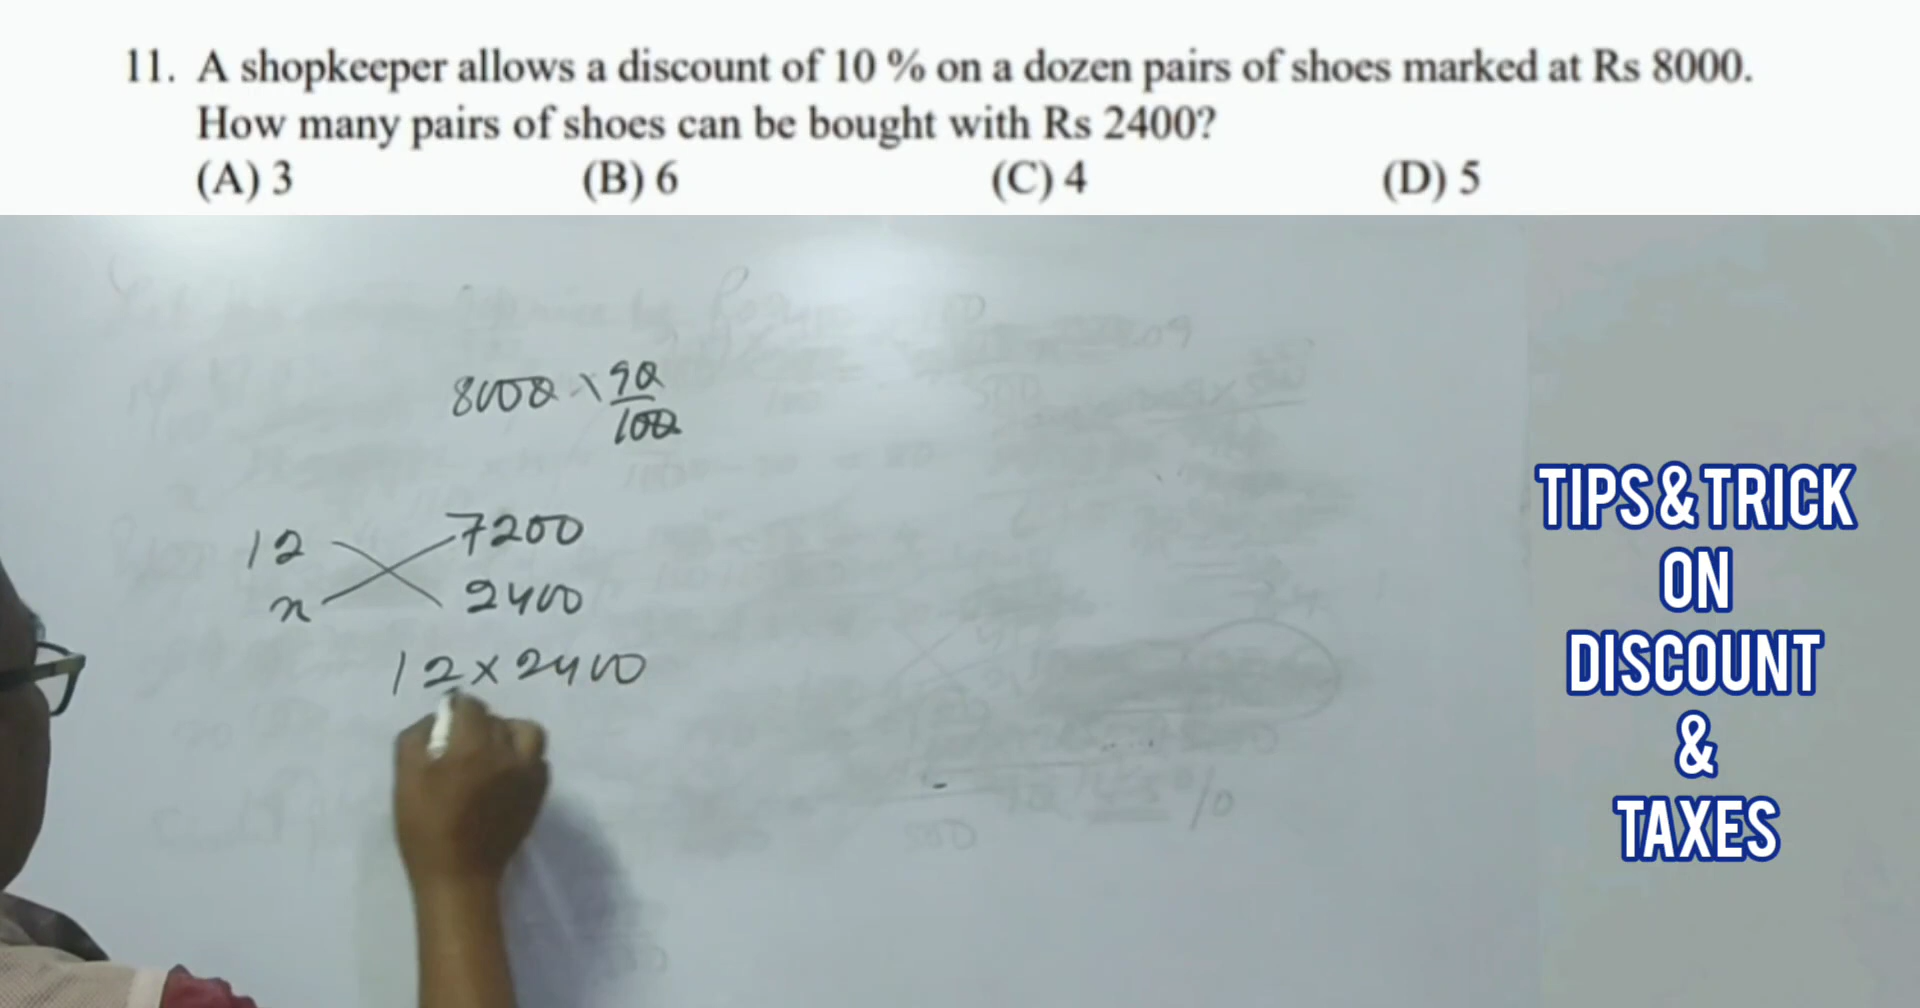 11. A shopkeeper allows a discount of 10 % on a dozen pairs of shoes marked at Rs 8000.
How many pairs of shoes can be bought with Rs 2400?
(A) 3 (B) 6 (C) 4 (D) 5
8000 \ 90/100
12 7200
x 2400
12 x 2400
TIPS & TRICK
ON
DISCOUNT
&
TAXES